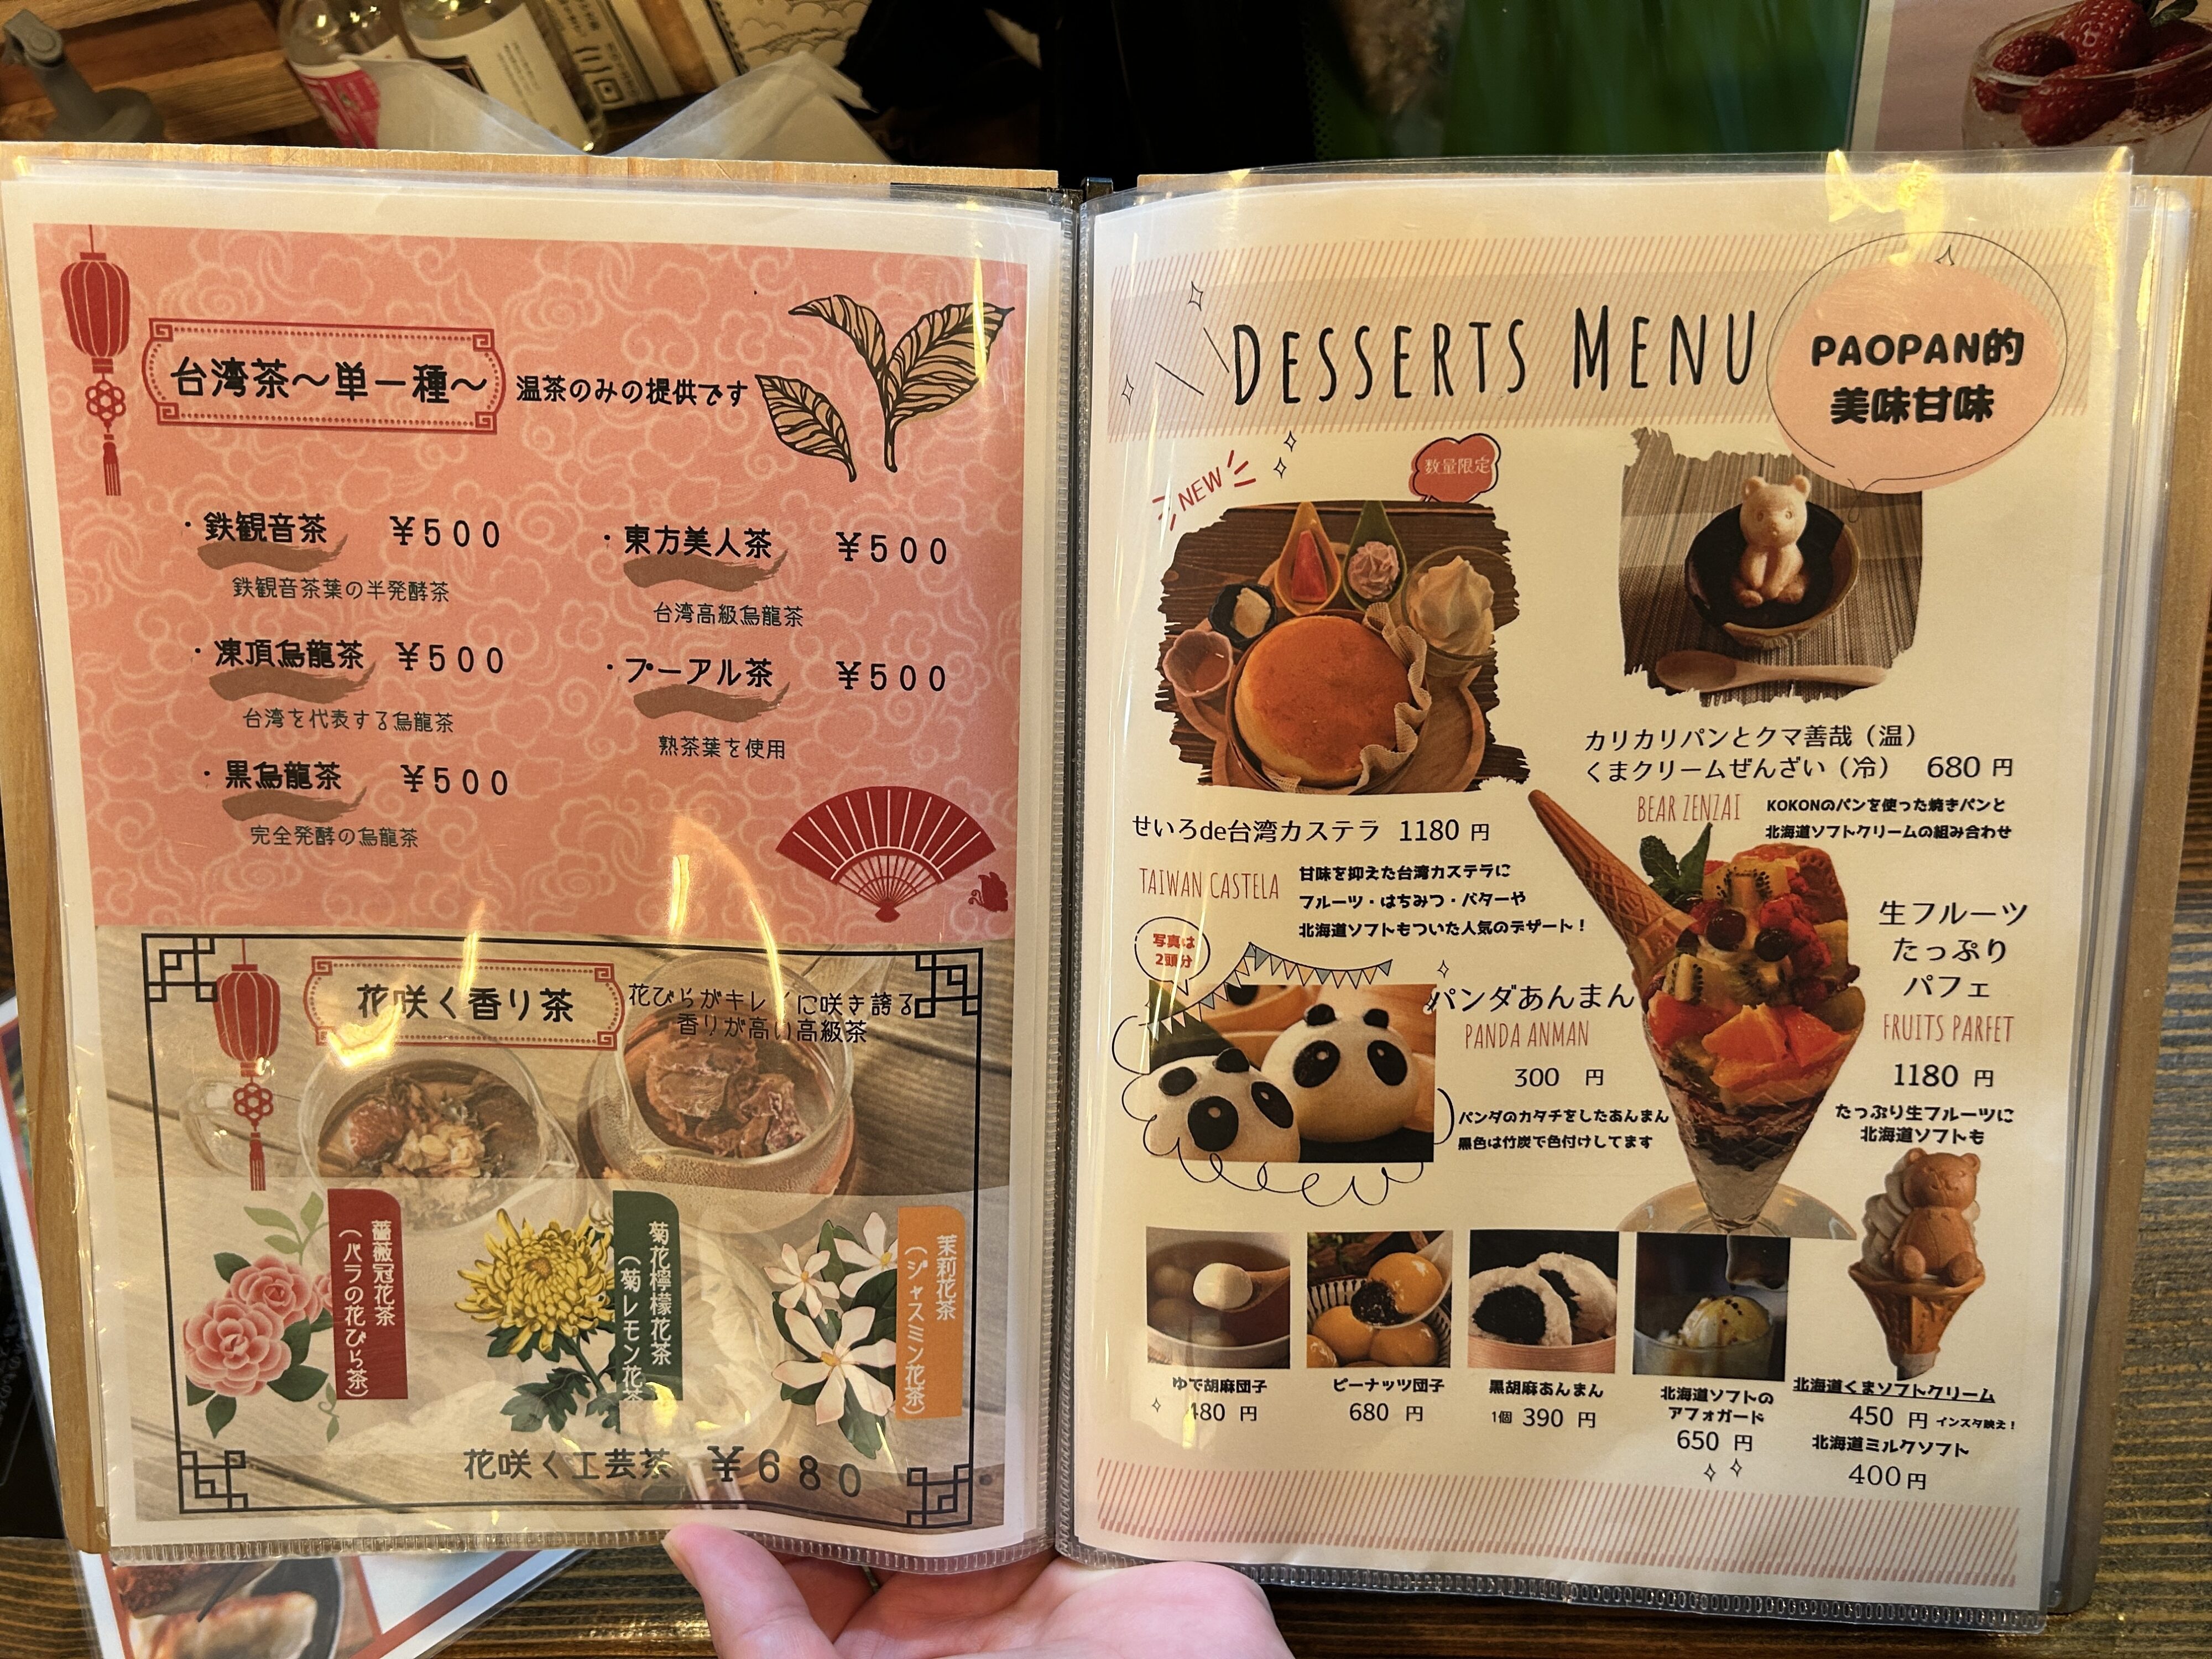 台湾茶～単一種～
温茶のみの提供です
・鉄観音茶 ￥500
鉄観音茶葉の半発酵茶
・凍頂烏龍茶 ￥500
台湾を代表する烏龍茶
・黒烏龍茶 ￥500
完全発酵の烏龍茶
・東方美人茶 ￥500
台湾高級烏龍茶
・プーアル茶 ￥500
熟茶葉を使用
花咲く香り茶
花びらがキレイに咲き誇る
香りが高い高級茶
薔薇冠花茶
（バラの花びら茶）
菊花檸檬花茶
（菊レモン花茶
茉莉花茶
（ジャスミン花茶）
花咲く工芸茶 ￥680
DESSERTS MENU
PAOPAN的
美味甘味
NEW
数量限定
せいろde台湾カステラ 1180 円
TAIWAN CASTELA
甘味を抑えた台湾カステラに
フルーツ・はちみつ・バターや
北海道ソフトもついた人気のデザート！
カリカリパンとクマ善哉（温）
くまクリームぜんざい（冷） 680 円
BEAR ZENZAI
KOKONのパンを使った焼きパンと
北海道ソフトクリームの組み合わせ
写真は
2頭分
パンダあんまん
PANDA ANMAN
300 円
パンダのカタチをしたあんまん
黒色は竹炭で色付けしてます
生フルーツ
たっぷり
パフェ
FRUITS PARFET
1180 円
たっぷり生フルーツに
北海道ソフトも
ゆで胡麻団子
480 円
ピーナッツ団子
680 円
黒胡麻あんまん
1個 390 円
北海道ソフトの
アフォガード
650 円
北海道くまソフトクリーム
450 円 インスタ映え！
北海道ミルクソフト
400円